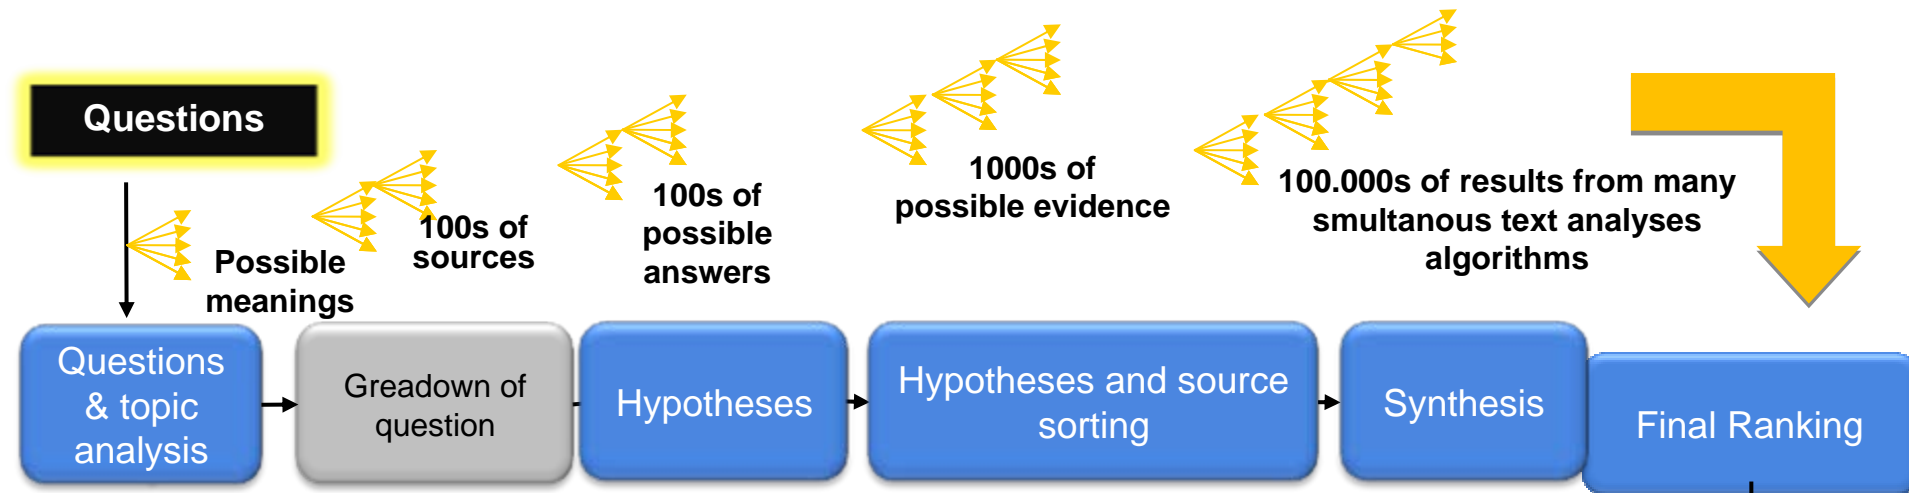 Questions
Possible
meanings
100s of
sources
100s of
possible
answers
1000s of
possible evidence
100.000s of results from many
smultanous text analyses
algorithms
Questions
& topic
analysis
Greadown of
question
Hypotheses
Hypotheses and source
sorting
Synthesis
Final Ranking